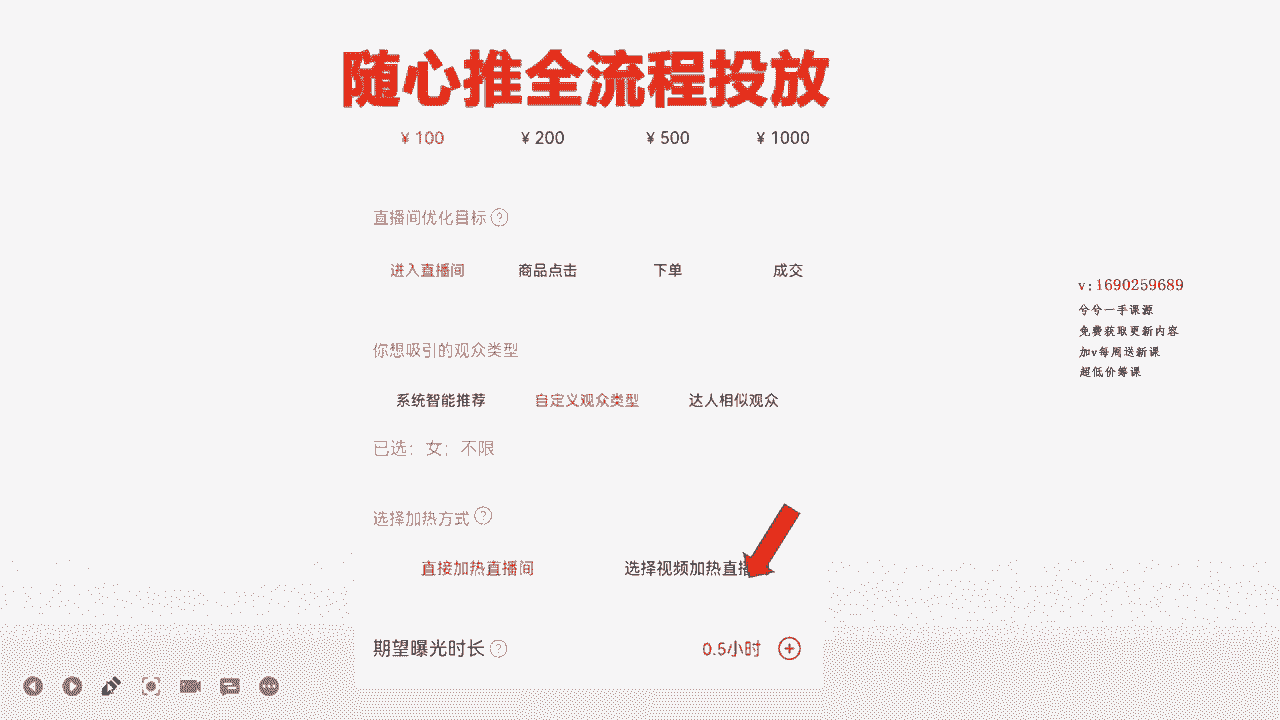 随心推全流程投放
¥ 100 ¥ 200 ¥ 500 ¥ 1000
直播间优化目标 ?
进入直播间 商品点击 下单 成交
v:1690259689
兮兮一手课源
免费获取更新内容
加v每周送新课
超低价筹课
你想吸引的观众类型
系统智能推荐 自定义观众类型 达人相似观众
已选：女；不限
选择加热方式 ?
直接加热直播间 选择视频加热直播
期望曝光时长 ? 0.5小时